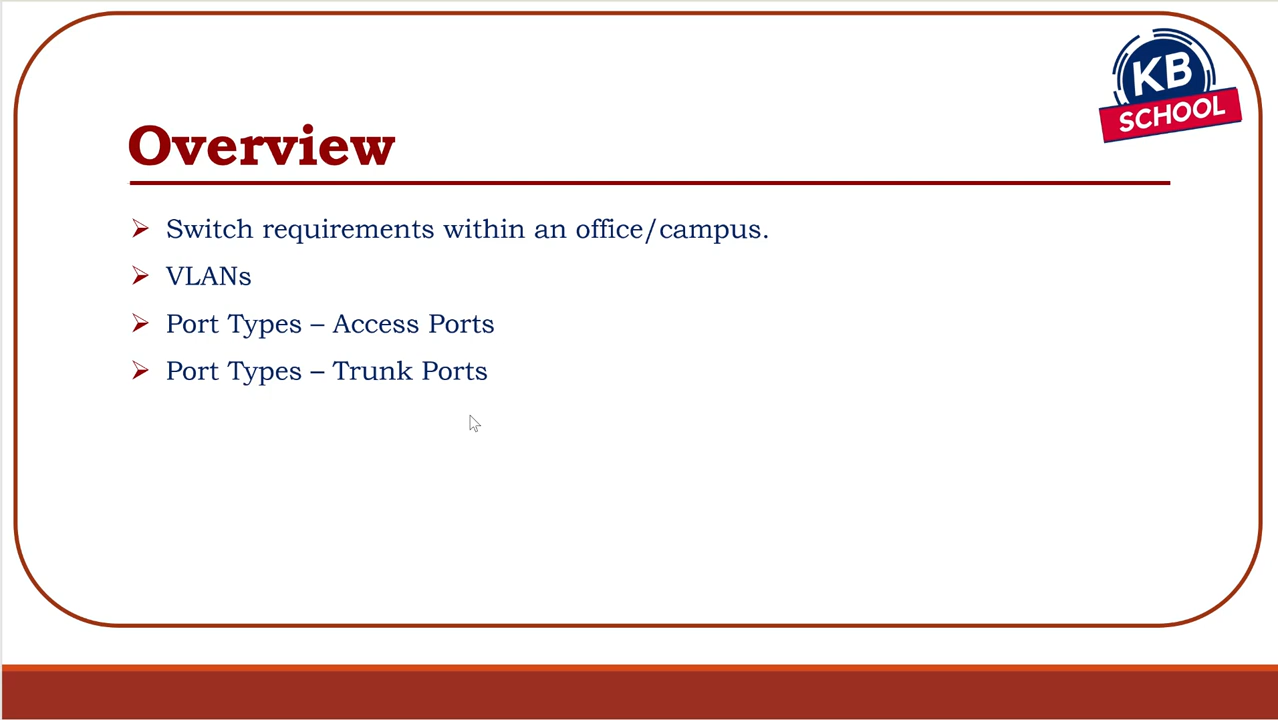 KB
SCHOOL
Overview
Switch requirements within an office/campus.
VLANs
Port Types – Access Ports
Port Types – Trunk Ports